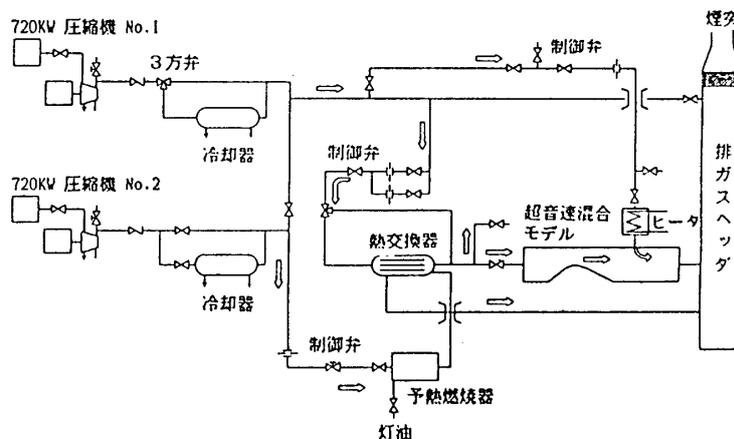 720KW 圧縮機 No.1
3方弁
冷却器
制御弁
煙突
制御弁
720KW 圧縮機 No.2
冷却器
熱交換器
超音速混合
モデル
ヒータ
排ガスヘッダ
制御弁
予熱燃焼器
灯油